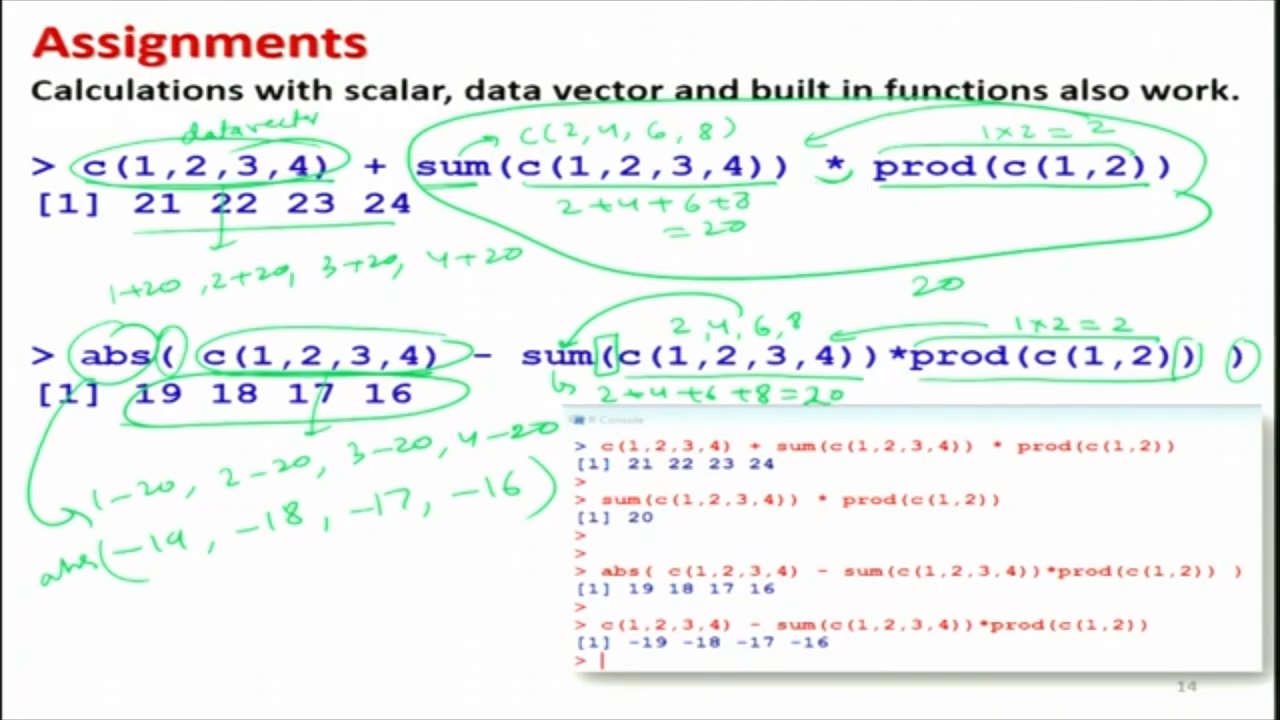 Assignments
Calculations with scalar, data vector and built in functions also work.
data vector
c(2, 4, 6, 8)
1×2 = 2
> c(1,2,3,4) + sum(c(1,2,3,4)) * prod(c(1,2))
[1] 21 22 23 24
2+4+6+8
= 20
1+20, 2+20, 3+20, 4+20
20
2, 4, 6, 8
1×2 = 2
> abs( c(1,2,3,4) - sum(c(1,2,3,4))*prod(c(1,2)) )
[1] 19 18 17 16
2+4+6+8=20
1-20, 2-20, 3-20, 4-20
abs(-19, -18, -17, -16)
R Console
> c(1,2,3,4) + sum(c(1,2,3,4)) * prod(c(1,2))
[1] 21 22 23 24
>
> sum(c(1,2,3,4)) * prod(c(1,2))
[1] 20
>
>
> abs( c(1,2,3,4) - sum(c(1,2,3,4))*prod(c(1,2)) )
[1] 19 18 17 16
>
> c(1,2,3,4) - sum(c(1,2,3,4))*prod(c(1,2))
[1] -19 -18 -17 -16
> |
14